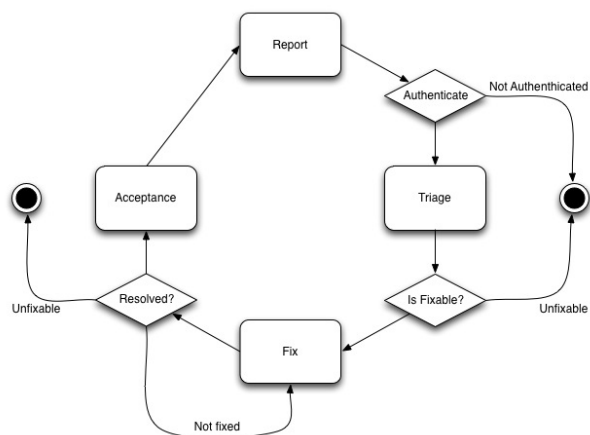 Report
Authenticate
Not Authenthicated
Acceptance
Triage
Unfixable
Resolved?
Is Fixable?
Unfixable
Fix
Not fixed